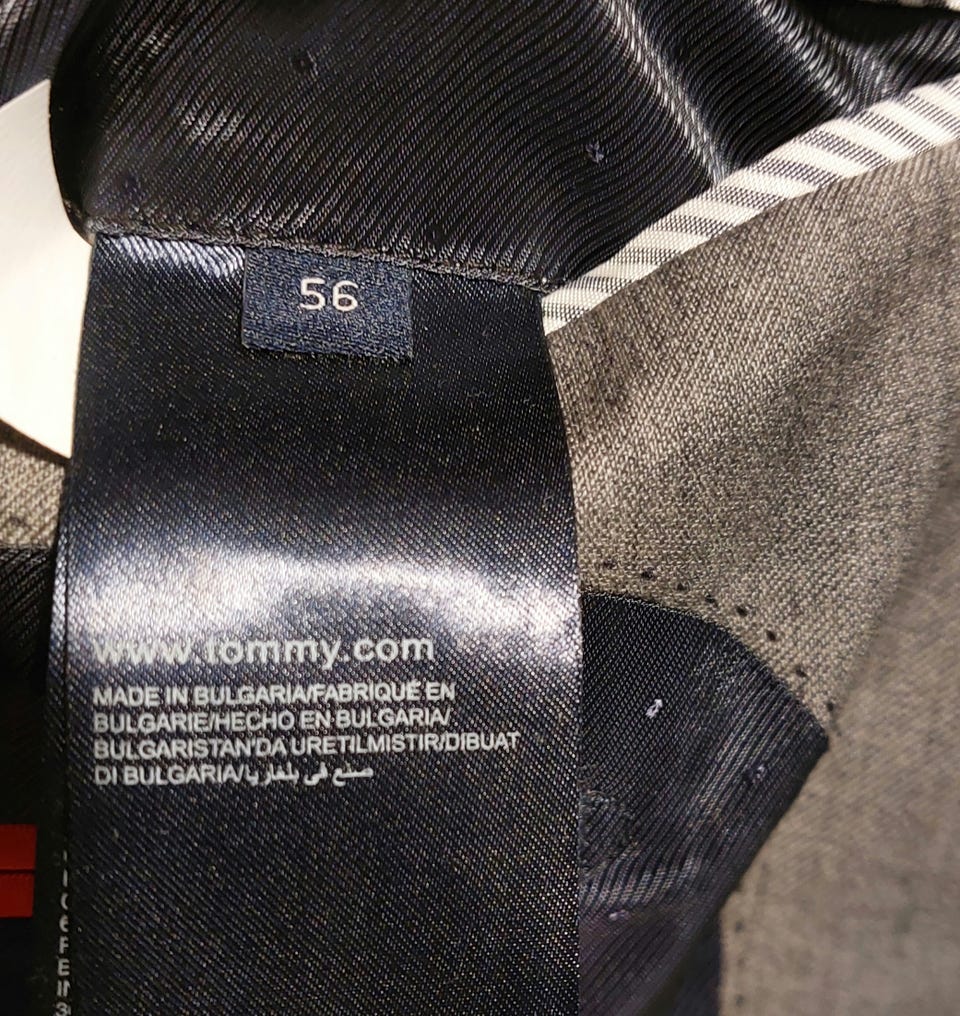 56
www.tommy.com
MADE IN BULGARIA/FABRIQUÉ EN
BULGARIE/HECHO EN BULGARIA/
BULGARISTAN'DA URETILMISTIR/DIBUAT
DI BULGARIA/صنع في بلغاريا